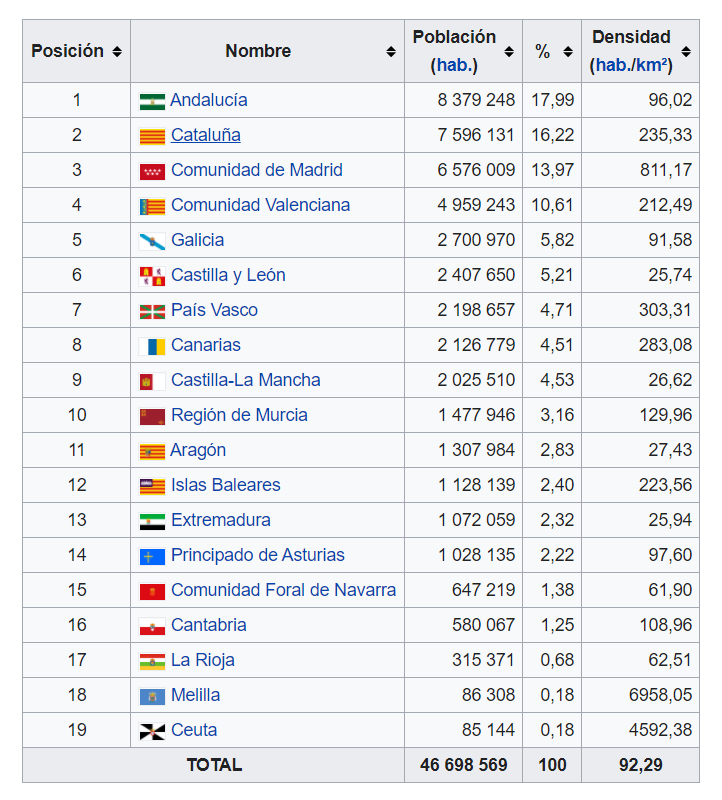 Posición Nombre Población (hab.) % Densidad (hab./km²)
1 Andalucía 8 379 248 17,99 96,02
2 Cataluña 7 596 131 16,22 235,33
3 Comunidad de Madrid 6 576 009 13,97 811,17
4 Comunidad Valenciana 4 959 243 10,61 212,49
5 Galicia 2 700 970 5,82 91,58
6 Castilla y León 2 407 650 5,21 25,74
7 País Vasco 2 198 657 4,71 303,31
8 Canarias 2 126 779 4,51 283,08
9 Castilla-La Mancha 2 025 510 4,53 26,62
10 Región de Murcia 1 477 946 3,16 129,96
11 Aragón 1 307 984 2,83 27,43
12 Islas Baleares 1 128 139 2,40 223,56
13 Extremadura 1 072 059 2,32 25,94
14 Principado de Asturias 1 028 135 2,22 97,60
15 Comunidad Foral de Navarra 647 219 1,38 61,90
16 Cantabria 580 067 1,25 108,96
17 La Rioja 315 371 0,68 62,51
18 Melilla 86 308 0,18 6958,05
19 Ceuta 85 144 0,18 4592,38
TOTAL 46 698 569 100 92,29